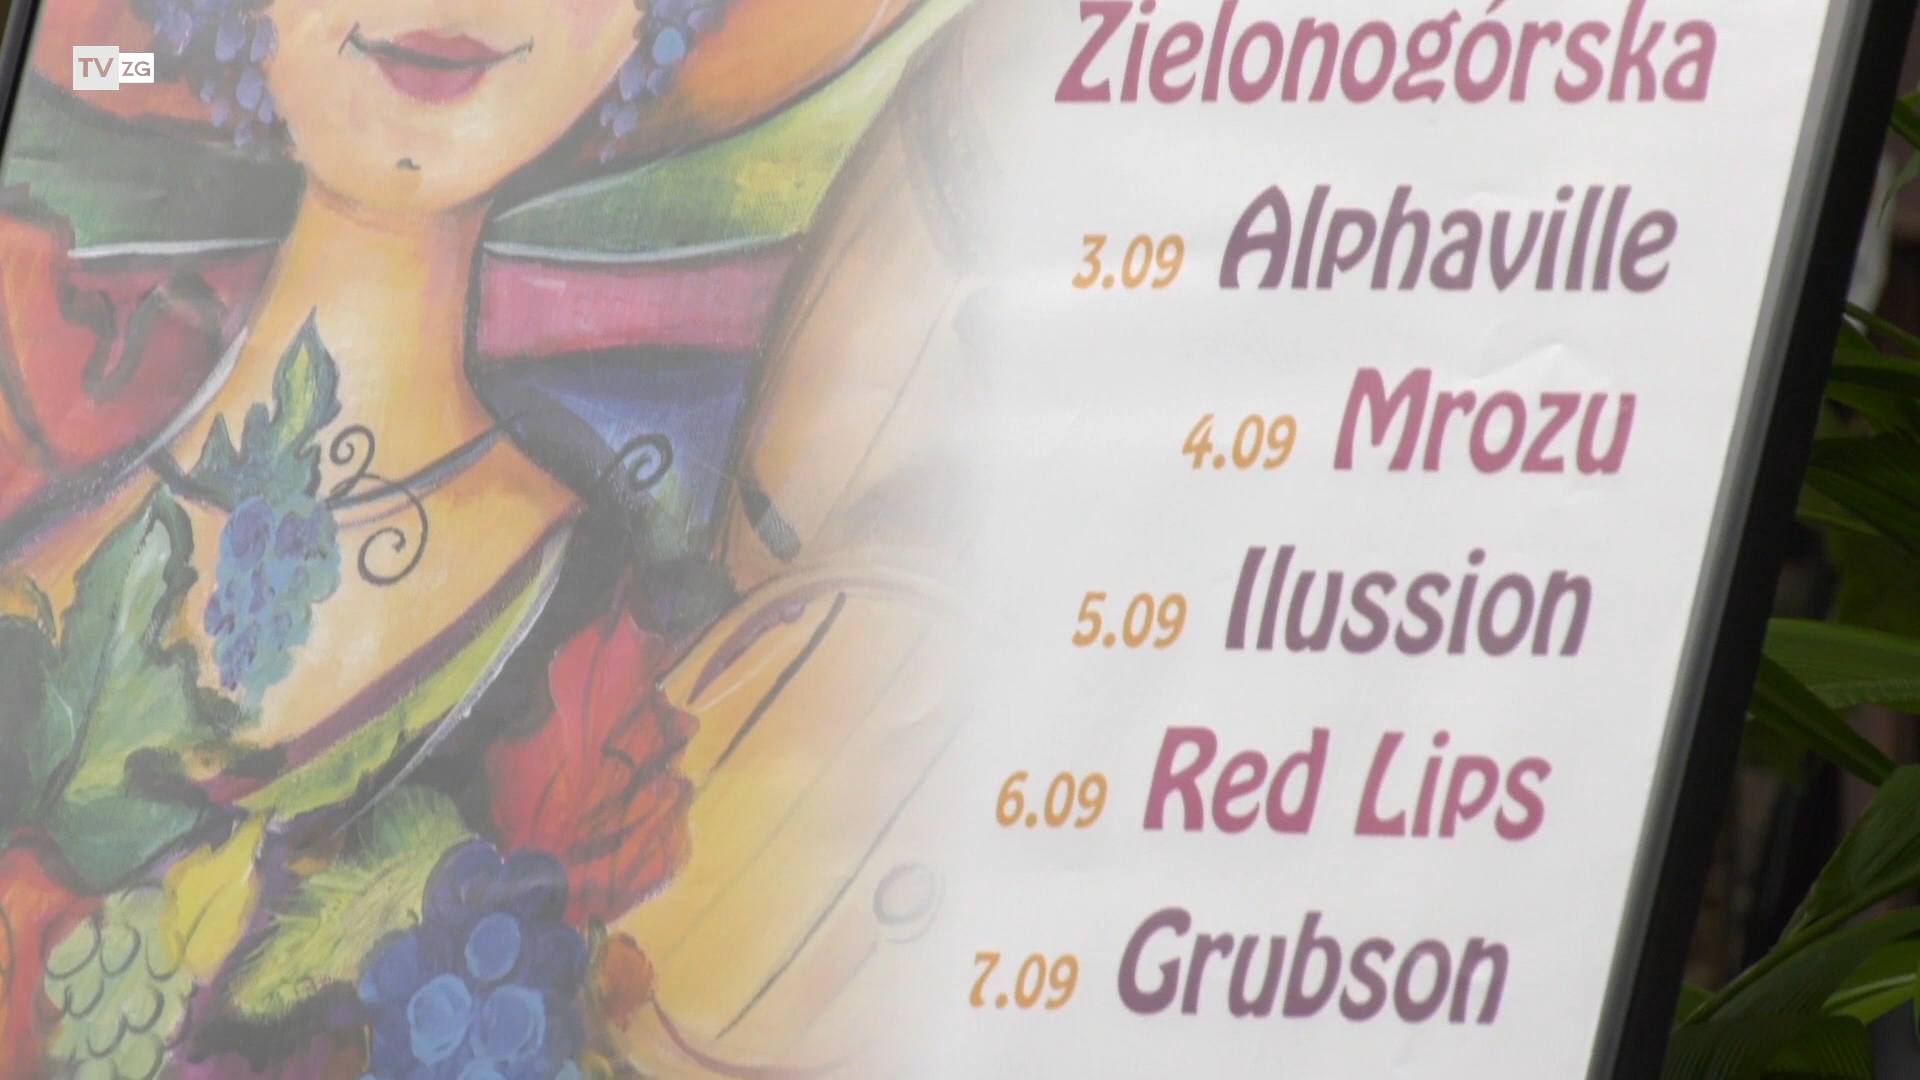 TV ZG
Zielonogórska
3.09 Alphaville
4.09 Mrozu
5.09 Ilussion
6.09 Red Lips
7.09 Grubson